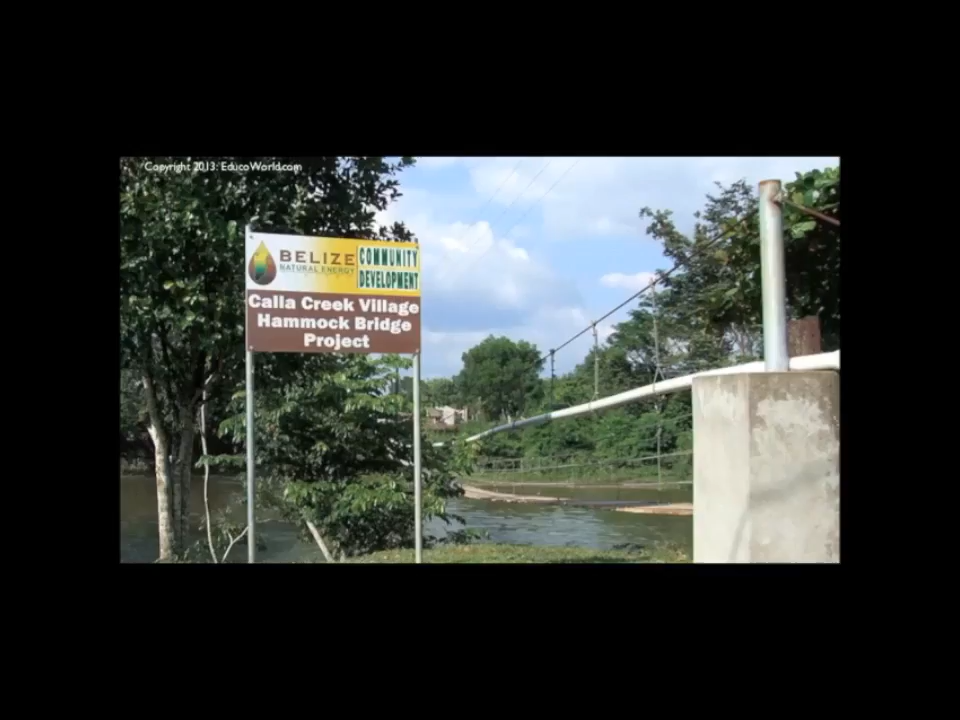 Copyright 2013: EducoWorld.com
BELIZE
NATURAL ENERGY
COMMUNITY
DEVELOPMENT
Calla Creek Village
Hammock Bridge
Project